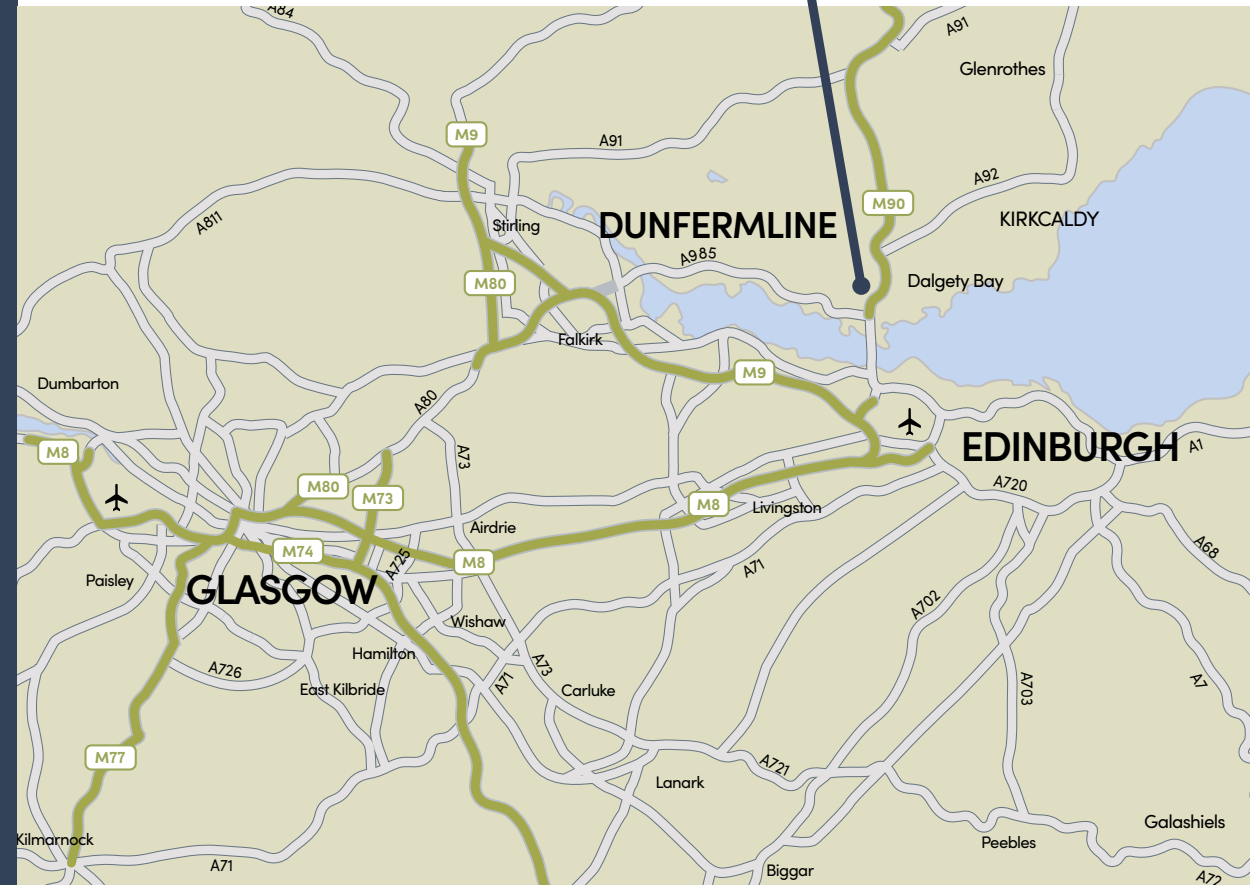 A84
A91
Glenrothes
M9
A91
A92
M90
A811
KIRKCALDY
Stirling
DUNFERMLINE
A985
M80
Dalgety Bay
Falkirk
M9
Dumbarton
A80
M8
A73
EDINBURGH
A1
M80
M73
A720
M8
Livingston
Airdrie
A68
M74
A725
M8
A71
Paisley
GLASGOW
A702
Wishaw
Hamilton
A726
A73
A71
East Kilbride
Carluke
A703
A7
M77
A721
Lanark
Kilmarnock
Galashiels
Peebles
A71
Biggar
A72